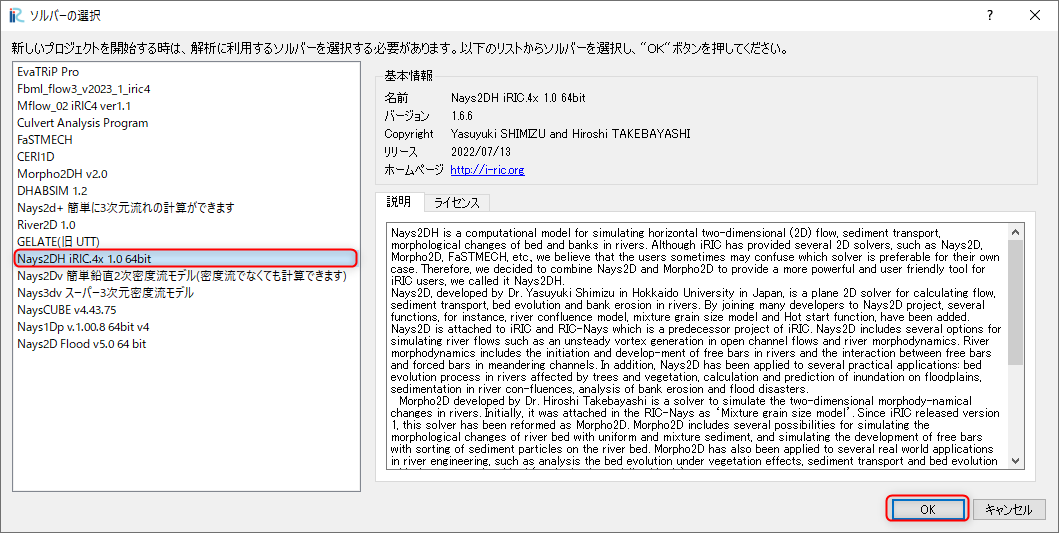 ソルバーの選択
新しいプロジェクトを開始する時は、解析に利用するソルバーを選択する必要があります。以下のリストからソルバーを選択し、“OK”ボタンを押してください。
EvaTRiP Pro
Fbml_flow3_v2023_1_iric4
Mflow_02 iRIC4 ver1.1
Culvert Analysis Program
FaSTMECH
CERI1D
Morpho2DH v2.0
DHABSIM 1.2
Nays2d+ 簡単に3次元流れの計算ができます
River2D 1.0
GELATE(旧 UTT)
Nays2DH iRIC.4x 1.0 64bit
Nays2Dv 簡単鉛直2次密度流モデル(密度流でなくても計算できます)
Nays3dv スーパー3次元密度流モデル
NaysCUBE v4.43.75
Nays1Dp v.1.00.8 64bit v4
Nays2D Flood v5.0 64 bit
基本情報
名前 Nays2DH iRIC.4x 1.0 64bit
バージョン 1.6.6
Copyright Yasuyuki SHIMIZU and Hiroshi TAKEBAYASHI
リリース 2022/07/13
ホームページ http://i-ric.org
説明 ライセンス
Nays2DH is a computational model for simulating horizontal two-dimensional (2D) flow, sediment transport,
morphological changes of bed and banks in rivers. Although iRIC has provided several 2D solvers, such as Nays2D,
Morpho2D, FaSTMECH, etc., we believe that the users sometimes may confuse which solver is preferable for their own
case. Therefore, we decided to combine Nays2D and Morpho2D to provide a more powerful and user friendly tool for
iRIC users, we called it Nays2DH.
Nays2D, developed by Dr. Yasuyuki Shimizu in Hokkaido University in Japan, is a plane 2D solver for calculating flow,
sediment transport, bed evolution and bank erosion in rivers. By joining many developers to Nays2D project, several
functions, for instance, river confluence model, mixture grain size model and Hot start function, have been added.
Nays2D is attached to iRIC and RIC-Nays which is a predecessor project of iRIC. Nays2D includes several options for
simulating river flows such as an unsteady vortex generation in open channel flows and river morphodynamics. River
morphodynamics includes the initiation and develop-ment of free bars in rivers and the interaction between free bars
and forced bars in meandering channels. In addition, Nays2D has been applied to several practical applications: bed
evolution process in rivers affected by trees and vegetation, calculation and prediction of inundation on floodplains,
sedimentation in river con-fluences, analysis of bank erosion and flood disasters.
Morpho2D developed by Dr. Hiroshi Takebayashi is a solver to simulate the two-dimensional morphody-namical
changes in rivers. Initially, it was attached in the RIC-Nays as ‘Mixture grain size model’. Since iRIC released version
1, this solver has been reformed as Morpho2D. Morpho2D includes several possibilities for simulating the
morphological changes of river bed with uniform and mixture sediment, and simulating the development of free bars
with sorting of sediment particles on the river bed. Morpho2D has also been applied to several real world applications
in river engineering, such as analysis the bed evolution under vegetation effects, sediment transport and bed evolution
OK キャンセル